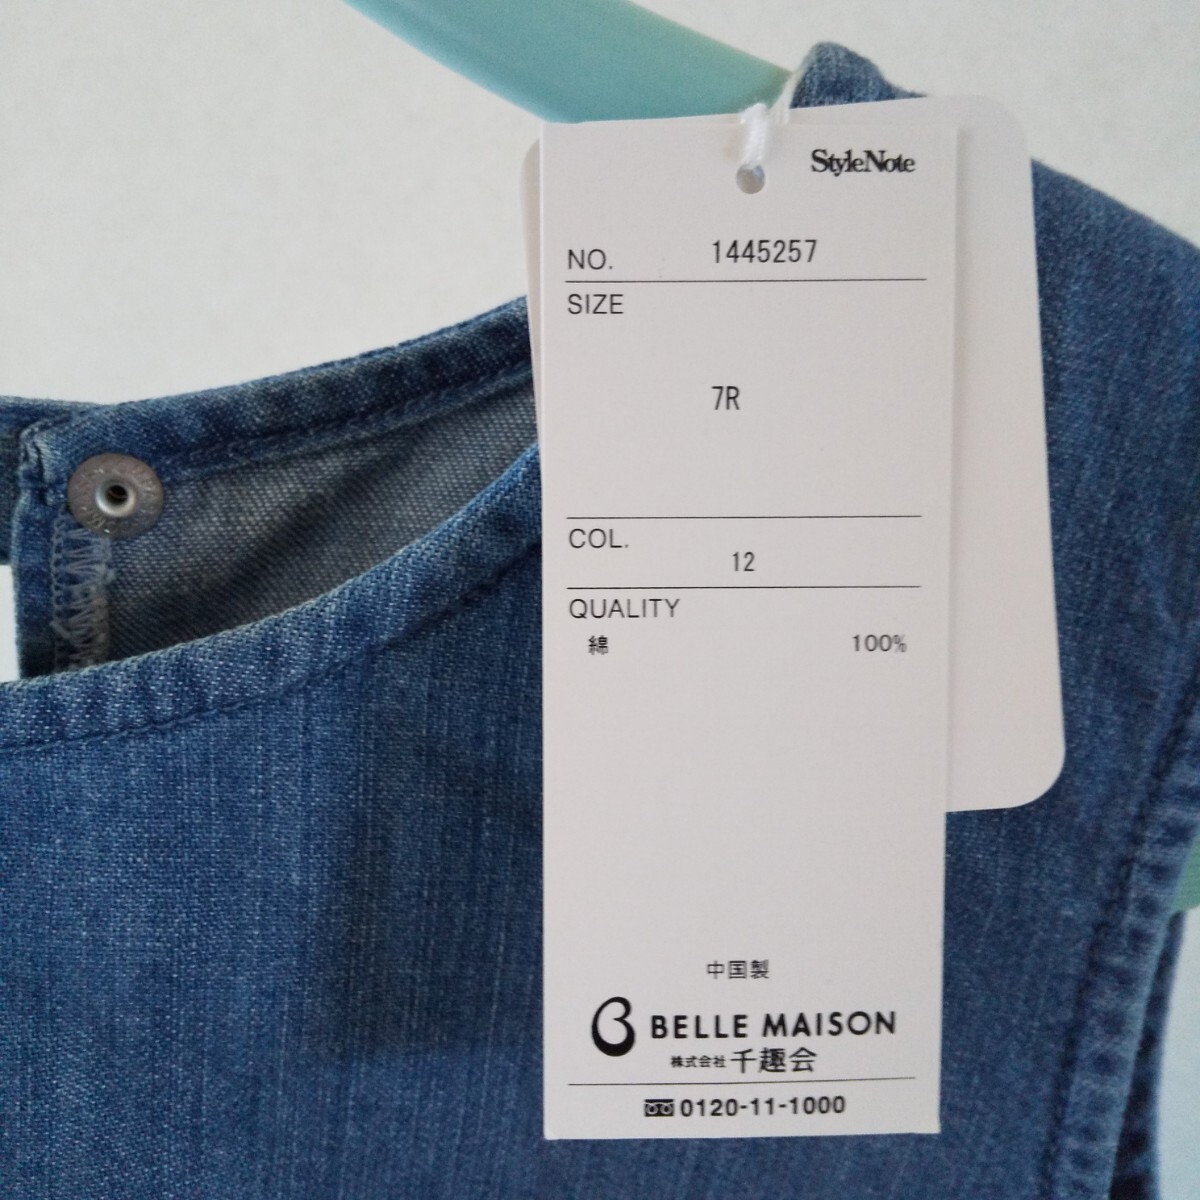 StyleNote
NO. 1445257
SIZE
7R
COL.
12
QUALITY
綿 100%
中国製
BELLE MAISON
株式会社 千趣会
0120-11-1000